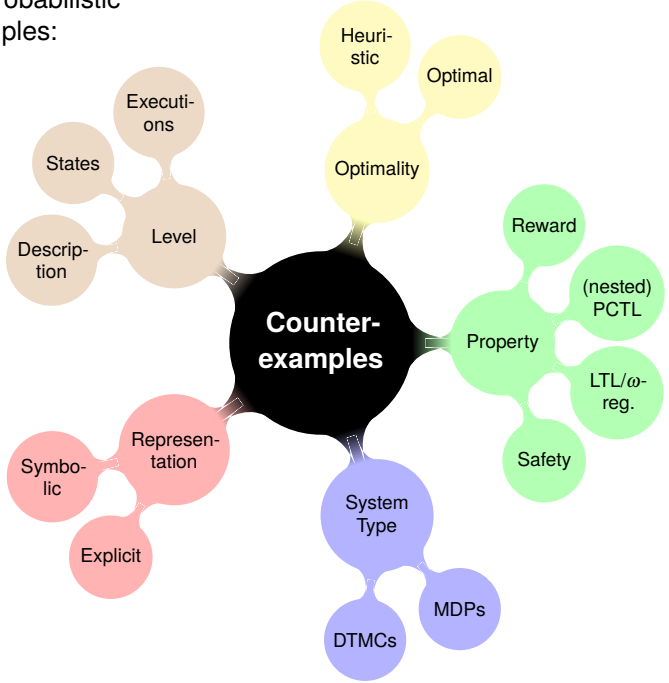 obabilistic
ples:
Heuri-
stic
Optimal
Optimality
Executi-
ons
States
Descrip-
tion
Level
Counter-
examples
Reward
(nested)
PCTL
Property
LTL/ω-
reg.
Safety
Represen-
tation
Symbo-
lic
Explicit
System
Type
MDPs
DTMCs